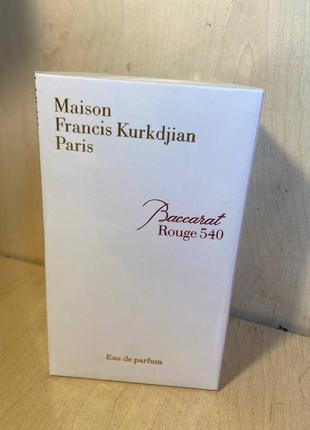 Maison
Francis Kurkdjian
Paris
Baccarat
Rouge 540
Eau de parfum